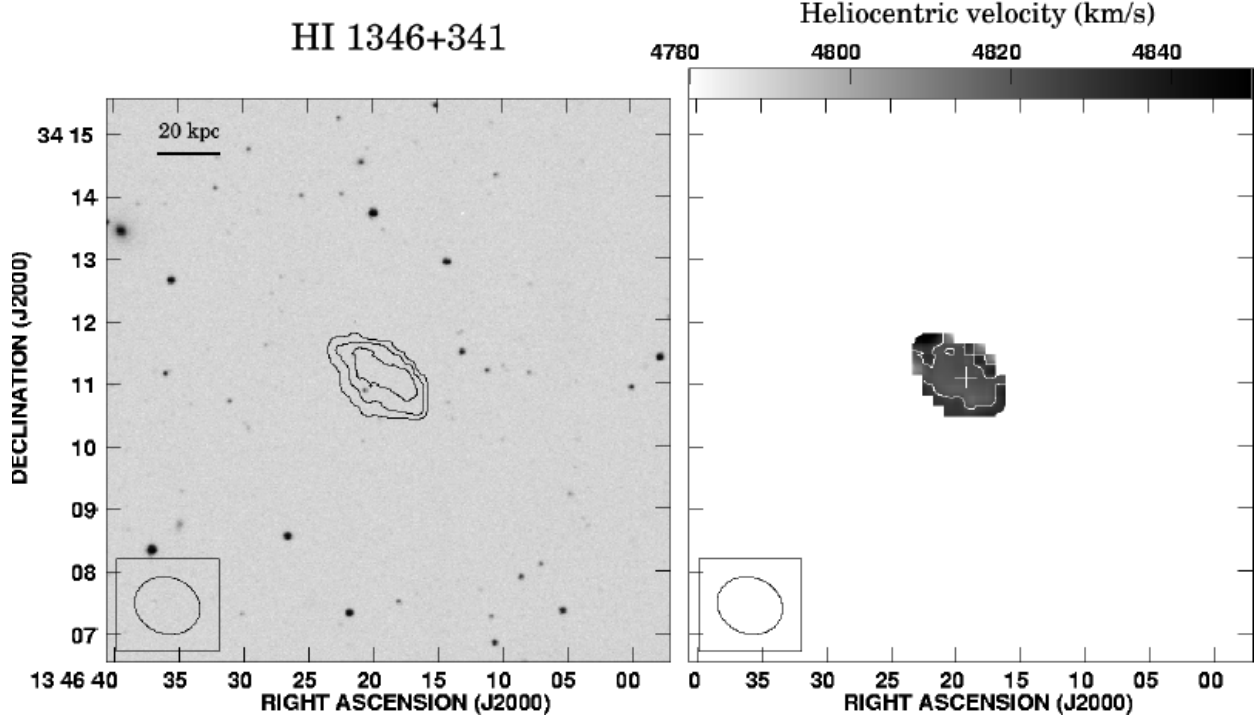 HI 1346+341
Heliocentric velocity (km/s)
4780 4800 4820 4840
20 kpc
34 15
14
13
12
11
10
09
08
07
DECLINATION (J2000)
13 46 40 35 30 25 20 15 10 05 00
RIGHT ASCENSION (J2000)
0 35 30 25 20 15 10 05 00
RIGHT ASCENSION (J2000)